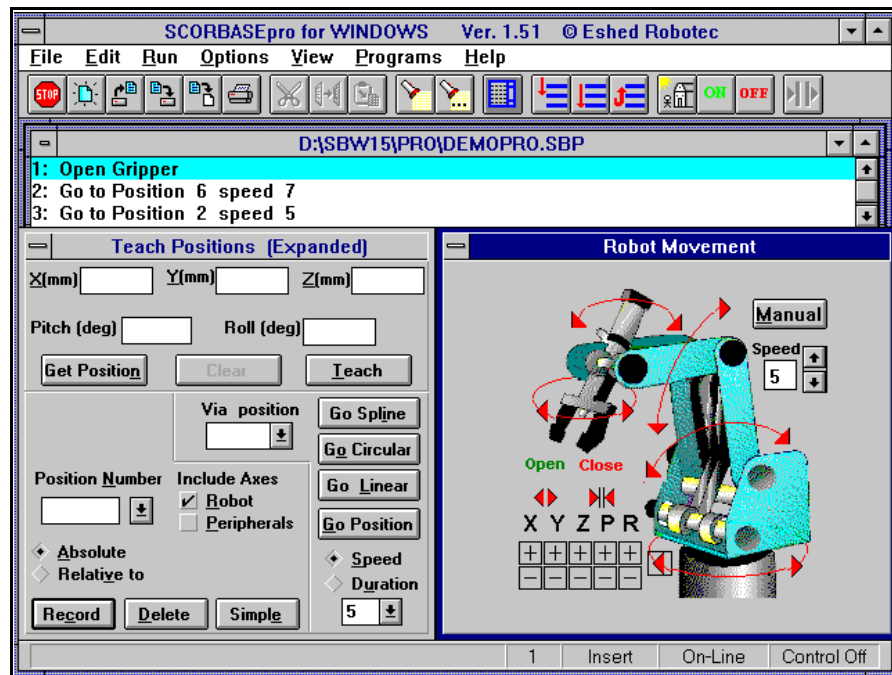 SCORBASEpro for WINDOWS Ver. 1.51 © Eshed Robotec
File Edit Run Options View Programs Help
STOP ON OFF
D:\SBW15\PRO\DEMOPRO.SBP
1: Open Gripper
2: Go to Position 6 speed 7
3: Go to Position 2 speed 5
Teach Positions (Expanded)
X(mm) Y(mm) Z(mm)
Pitch (deg) Roll (deg)
Get Position Clear Teach
Via position
Go Spline
Go Circular
Go Linear
Go Position
Position Number
Include Axes
Robot
Peripherals
Absolute
Relative to
Speed
Duration
5
Record Delete Simple
Robot Movement
Manual
Speed
5
Open Close
X Y Z P R
+ + + + +
− − − − −
1 Insert On-Line Control Off